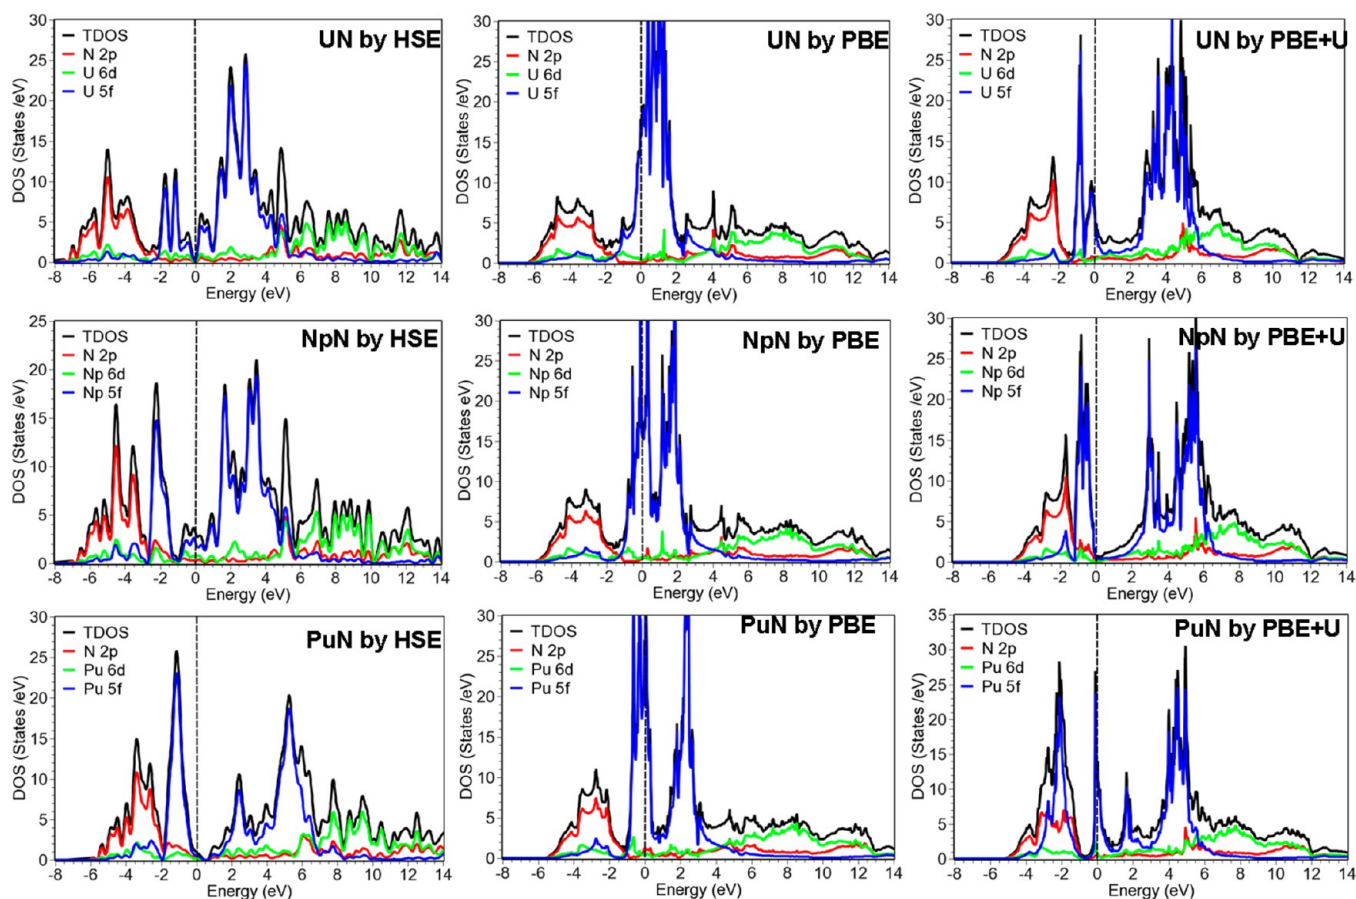 UN by HSE
TDOS
N 2p
U 6d
U 5f
DOS (States /eV)
30
25
20
15
10
5
0
-8 -6 -4 -2 0 2 4 6 8 10 12 14
Energy (eV)
UN by PBE
TDOS
N 2p
U 6d
U 5f
DOS (States /eV)
30
25
20
15
10
5
0
-8 -6 -4 -2 0 2 4 6 8 10 12 14
Energy (eV)
UN by PBE+U
TDOS
N 2p
U 6d
U 5f
DOS (States /eV)
30
25
20
15
10
5
0
-8 -6 -4 -2 0 2 4 6 8 10 12 14
Energy (eV)
NpN by HSE
TDOS
N 2p
Np 6d
Np 5f
DOS (States /eV)
25
20
15
10
5
0
-8 -6 -4 -2 0 2 4 6 8 10 12 14
Energy (eV)
NpN by PBE
TDOS
N 2p
Np 6d
Np 5f
DOS (States eV)
30
25
20
15
10
5
0
-8 -6 -4 -2 0 2 4 6 8 10 12 14
Energy (eV)
NpN by PBE+U
TDOS
N 2p
Np 6d
Np 5f
DOS (States /eV)
30
25
20
15
10
5
0
-8 -6 -4 -2 0 2 4 6 8 10 12 14
Energy (eV)
PuN by HSE
TDOS
N 2p
Pu 6d
Pu 5f
DOS (States /eV)
30
25
20
15
10
5
0
-8 -6 -4 -2 0 2 4 6 8 10 12 14
Energy (eV)
PuN by PBE
TDOS
N 2p
Pu 6d
Pu 5f
DOS (States /eV)
30
25
20
15
10
5
0
-8 -6 -4 -2 0 2 4 6 8 10 12 14
Energy (eV)
PuN by PBE+U
TDOS
N 2p
Pu 6d
Pu 5f
DOS (States /eV)
35
30
25
20
15
10
5
0
-8 -6 -4 -2 0 2 4 6 8 10 12 14
Energy (eV)